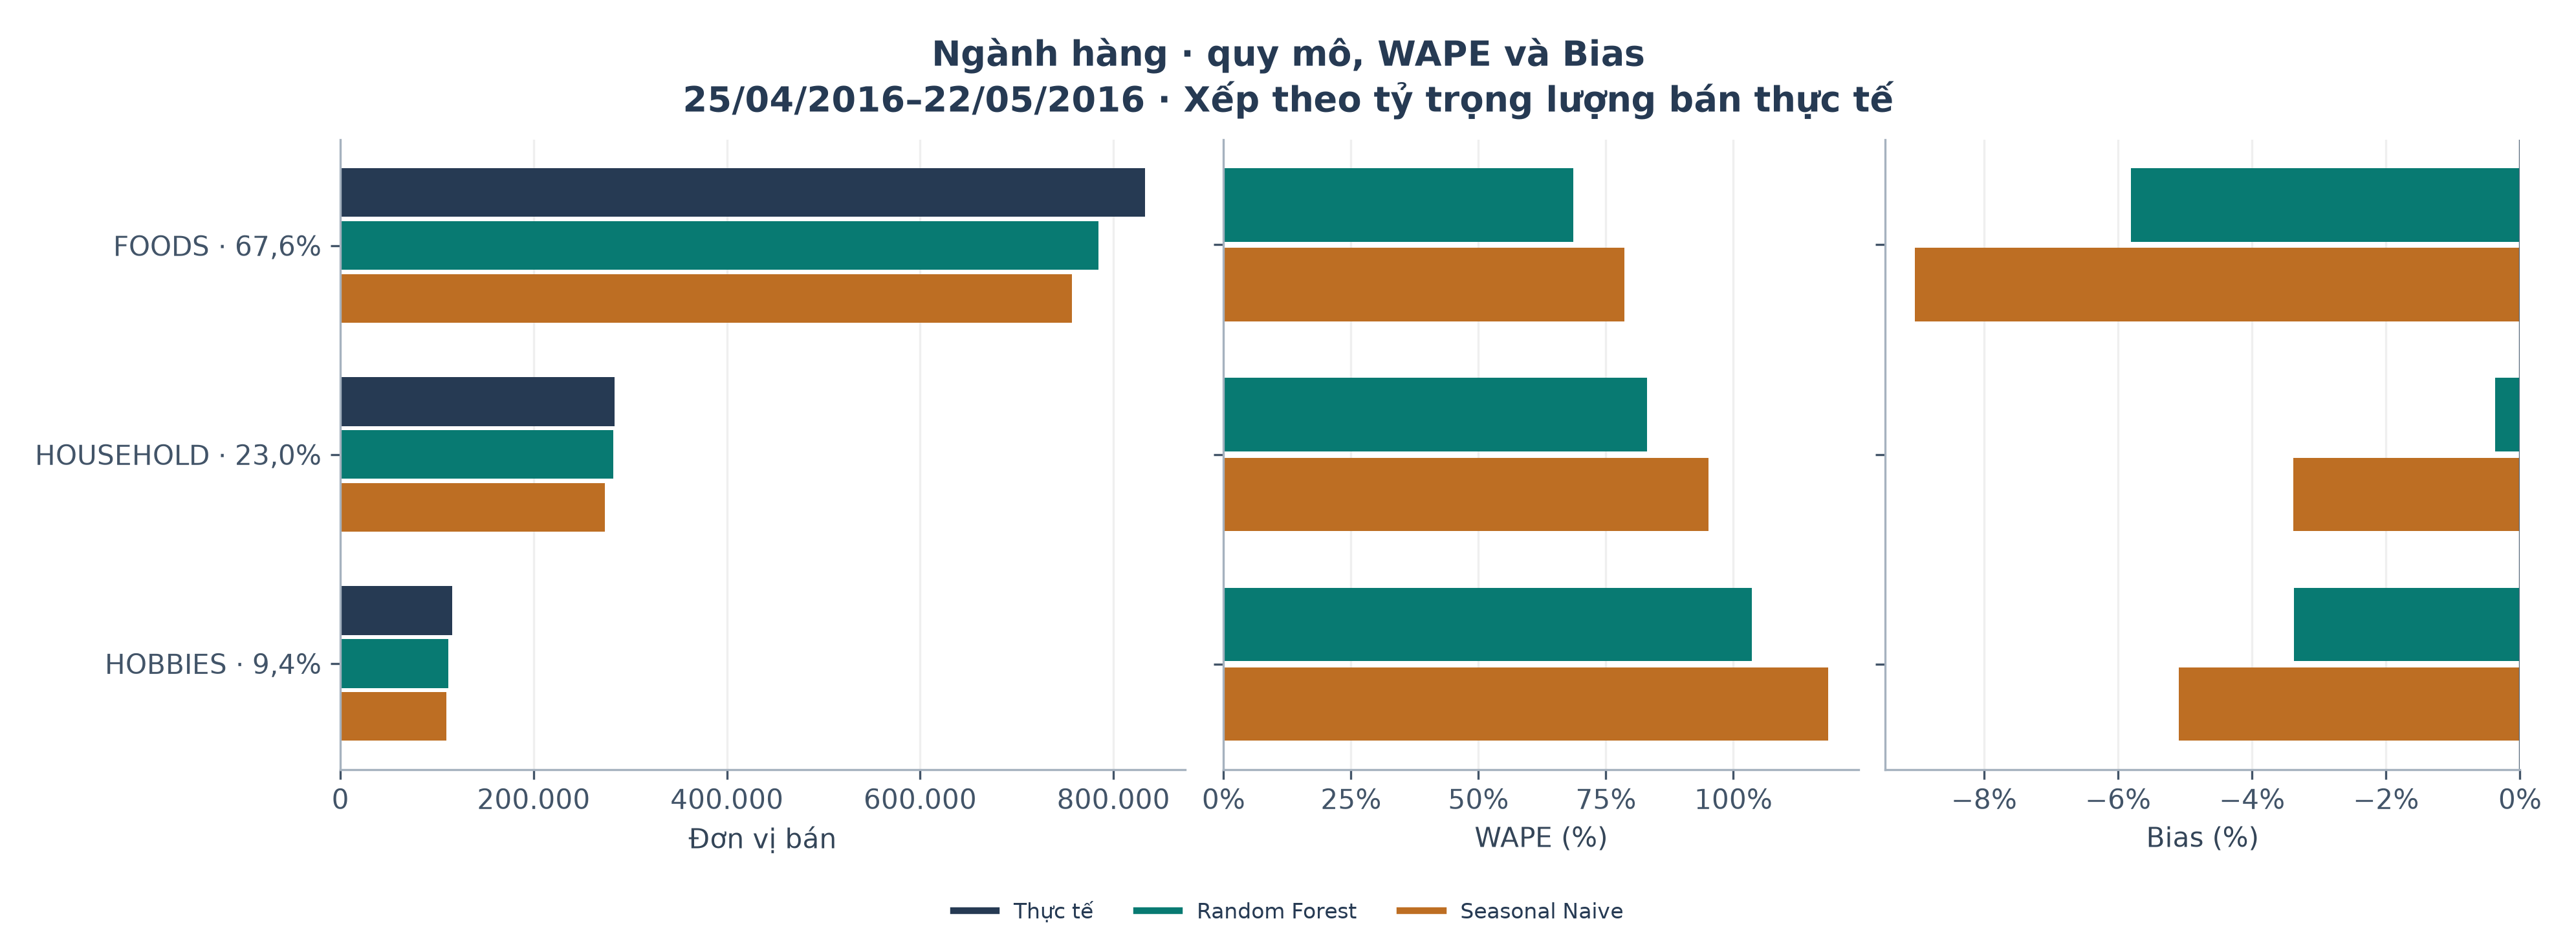 Ngành hàng · quy mô, WAPE và Bias
25/04/2016–22/05/2016 · Xếp theo tỷ trọng lượng bán thực tế
FOODS · 67,6%
HOUSEHOLD · 23,0%
HOBBIES · 9,4%
0 200.000 400.000 600.000 800.000
Đơn vị bán
0% 25% 50% 75% 100%
WAPE (%)
−8% −6% −4% −2% 0%
Bias (%)
Thực tế Random Forest Seasonal Naive